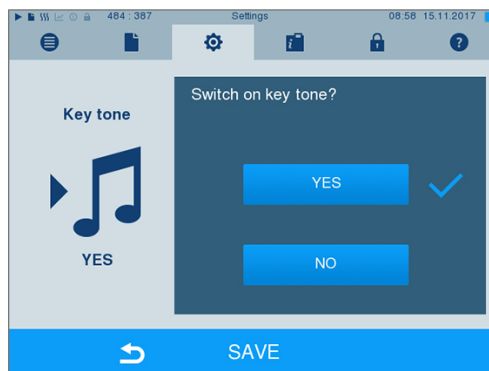 484 : 387 Settings 08:58 15.11.2017
Key tone
YES
Switch on key tone?
YES
NO
SAVE